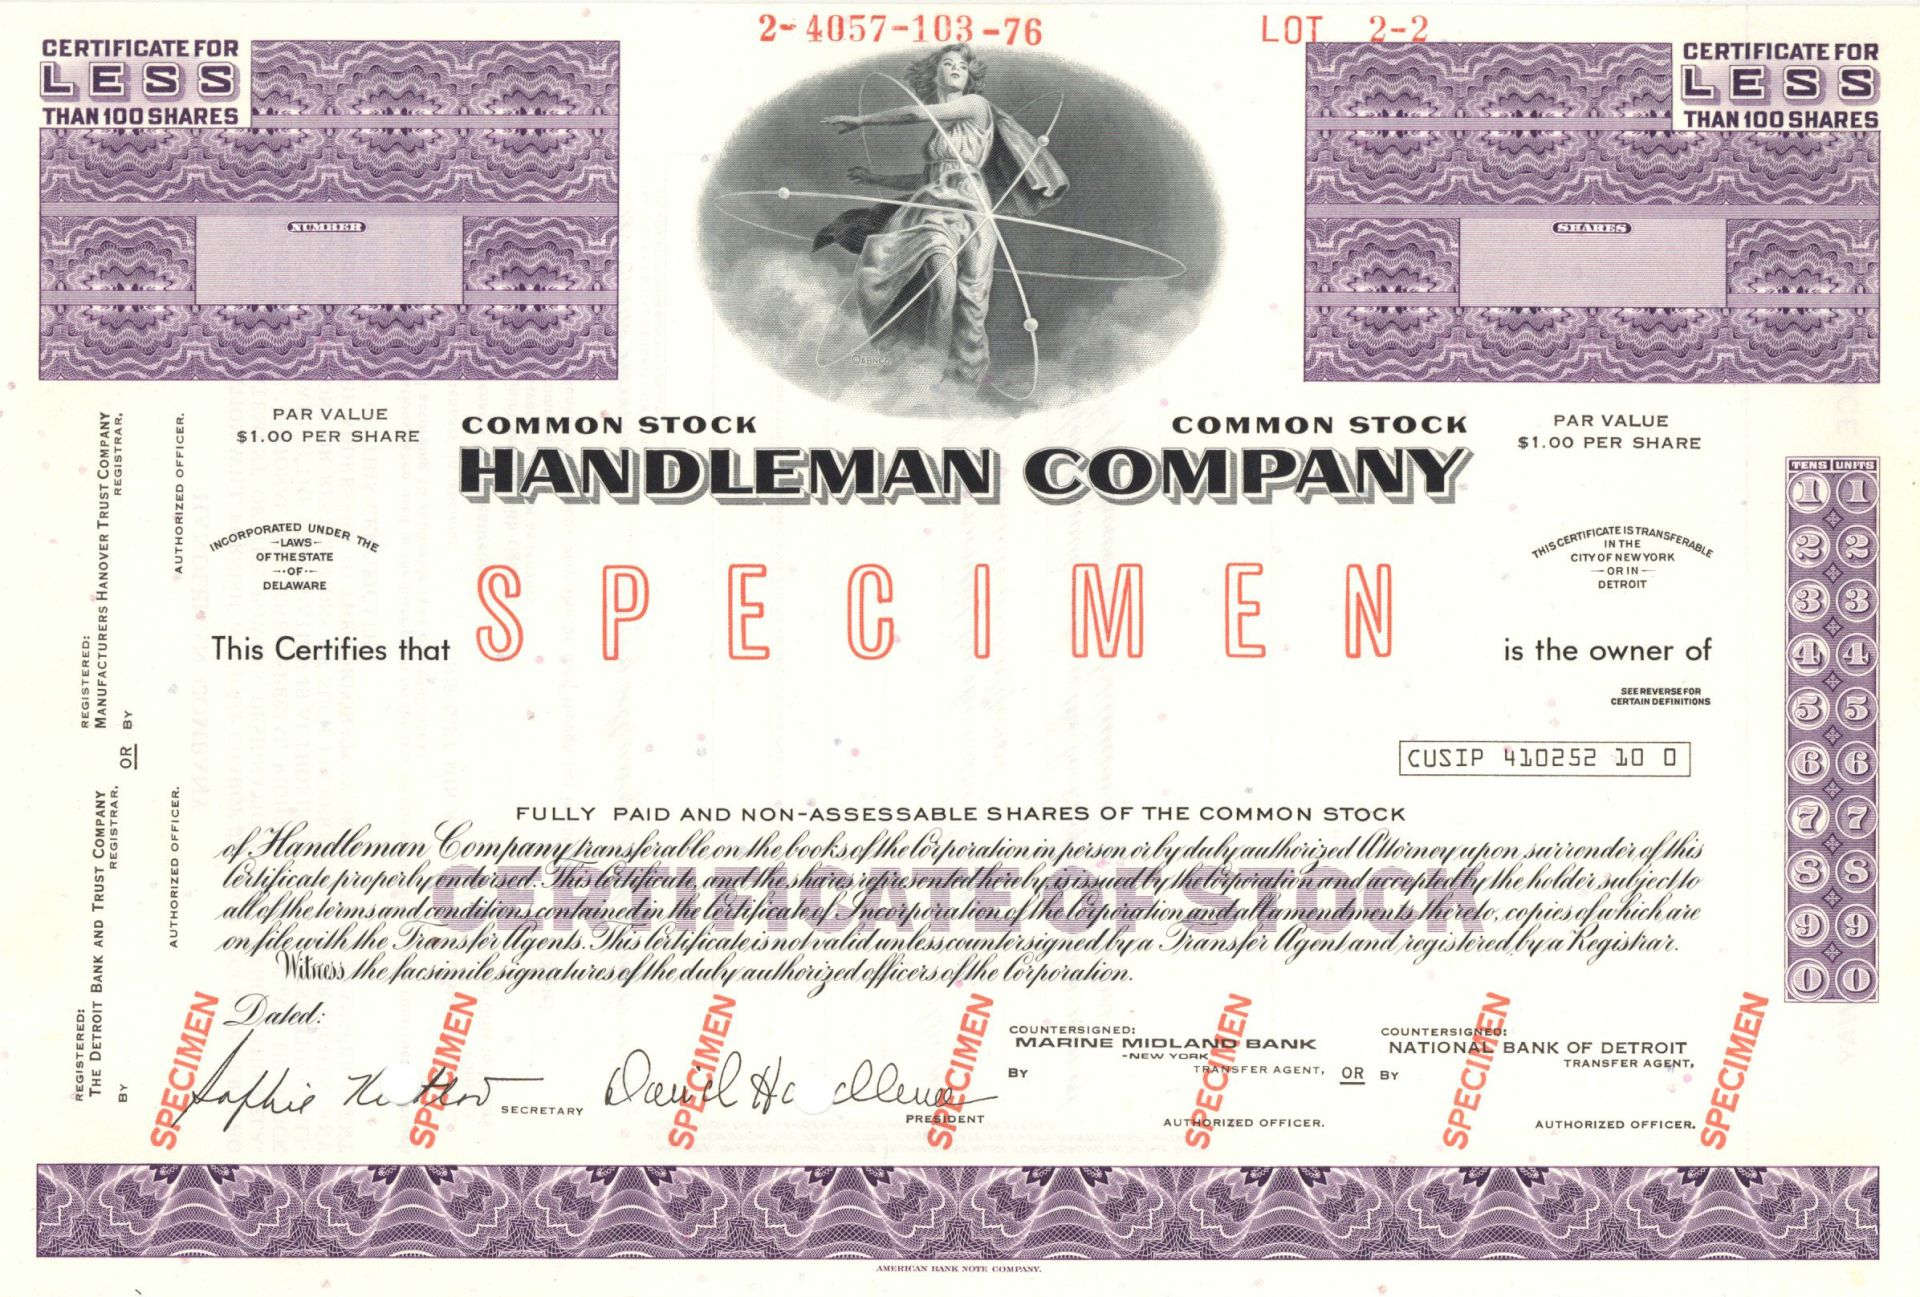 2-4057-103-76
LOT 2-2
CERTIFICATE FOR
LESS
THAN 100 SHARES
CERTIFICATE FOR
LESS
THAN 100 SHARES
NUMBER
SHARES
©ABNCO
PAR VALUE
$1.00 PER SHARE
COMMON STOCK
COMMON STOCK
PAR VALUE
$1.00 PER SHARE
HANDLEMAN COMPANY
INCORPORATED UNDER THE
LAWS
OF THE STATE
OF
DELAWARE
THIS CERTIFICATE IS TRANSFERABLE
IN THE
CITY OF NEW YORK
OR IN
DETROIT
SPECIMEN
This Certifies that
is the owner of
SEE REVERSE FOR
CERTAIN DEFINITIONS
CUSIP 410252 10 0
FULLY PAID AND NON-ASSESSABLE SHARES OF THE COMMON STOCK
CERTIFICATE OF STOCK
of Handleman Company transferable on the books of the Corporation in person or by duly authorized Attorney upon surrender of this
Certificate properly endorsed. This Certificate, and the shares represented hereby, is issued by the Corporation and accepted by the holder subject to
all of the terms and conditions contained in the Certificate of Incorporation of the Corporation and all amendments thereto, copies of which are
on file with the Transfer Agents. This Certificate is not valid unless countersigned by a Transfer Agent and registered by a Registrar.
Witness the facsimile signatures of the duly authorized officers of the Corporation.
Dated:
SPECIMEN SPECIMEN SPECIMEN SPECIMEN SPECIMEN SPECIMEN SPECIMEN
SECRETARY
David Handleman
PRESIDENT
COUNTERSIGNED:
MARINE MIDLAND BANK
-NEW YORK
TRANSFER AGENT,
BY
AUTHORIZED OFFICER.
OR
COUNTERSIGNED:
NATIONAL BANK OF DETROIT
TRANSFER AGENT,
BY
AUTHORIZED OFFICER.
REGISTERED:
MANUFACTURERS HANOVER TRUST COMPANY
REGISTRAR,
BY
AUTHORIZED OFFICER.
OR
REGISTERED:
THE DETROIT BANK AND TRUST COMPANY
REGISTRAR,
BY
AUTHORIZED OFFICER.
TENS UNITS
1 1
2 2
3 3
4 4
5 5
6 6
7 7
8 8
9 9
0 0
AMERICAN BANK NOTE COMPANY.